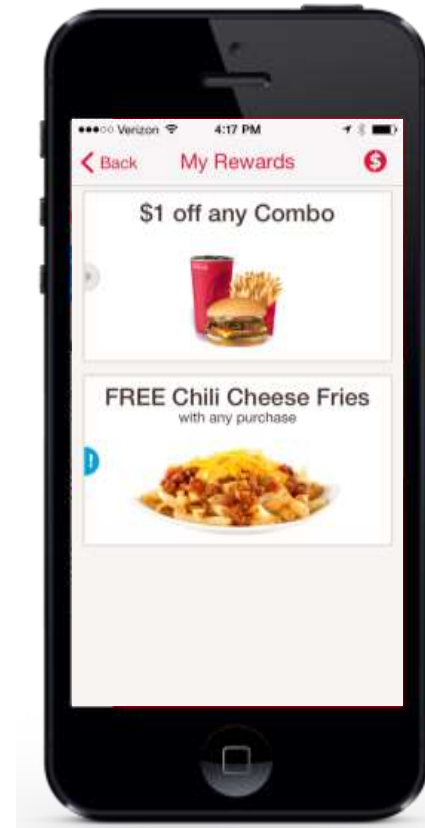 Verizon 4:17 PM
Back My Rewards $
$1 off any Combo
FREE Chili Cheese Fries
with any purchase
!